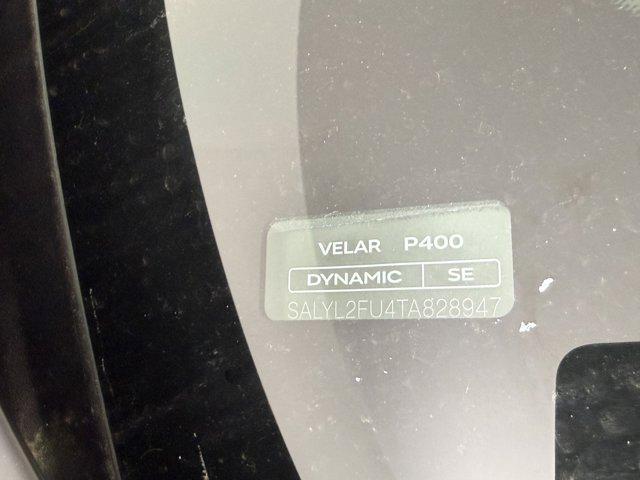 VELAR P400
DYNAMIC SE
SALYL2FU4TA828947